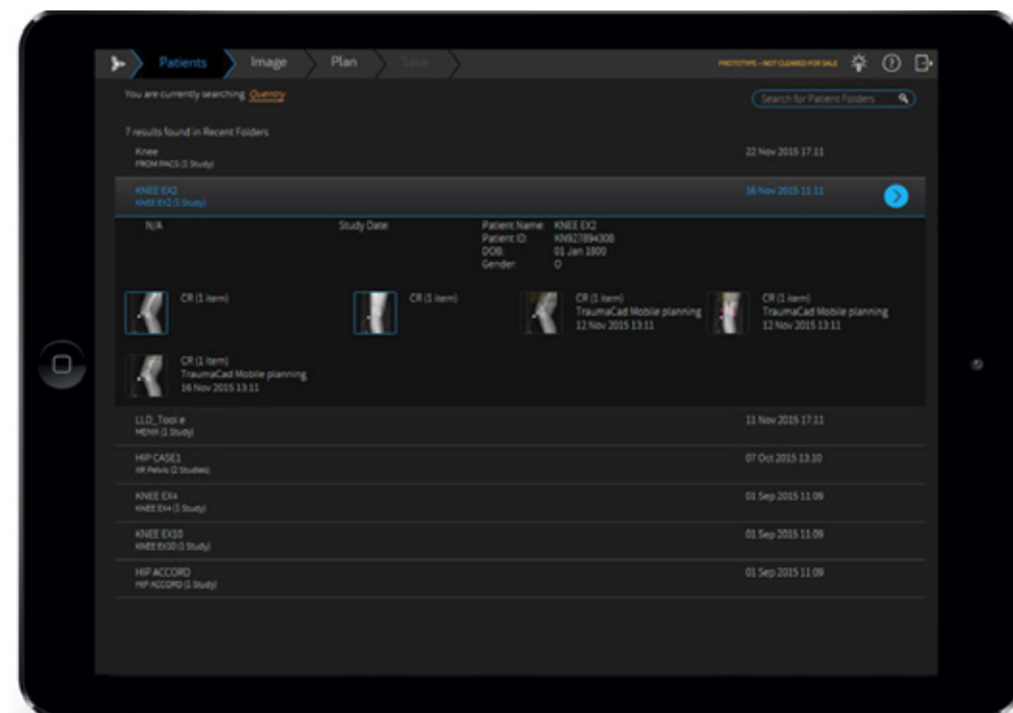 Patients Image Plan Save PROTOTYPE - NOT CLEARED FOR SALE
You are currently searching Quentry
Search for Patient Folders
7 results found in Recent Folders
Knee 22 Nov 2015 17.11
FROM PACS (1 Study)
KNEE EX2 16 Nov 2015 11:11
KNEE EX2 (1 Study)
N/A Study Date: Patient Name: KNEE EX2
Patient ID: KN927894308
DOB: 01 Jan 1800
Gender: O
CR (1 item) CR (1 item) CR (1 item) CR (1 item)
TraumaCad Mobile planning TraumaCad Mobile planning
12 Nov 2015 13:11 12 Nov 2015 13:11
CR (1 item)
TraumaCad Mobile planning
16 Nov 2015 13:11
LLD_Tool e 11 Nov 2015 17:11
(1 Study)
HIP CASE1 07 Oct 2015 13:10
XR Pelvis (2 Studies)
KNEE EX4 01 Sep 2015 11:09
KNEE EX4 (1 Study)
KNEE EX10 01 Sep 2015 11:09
KNEE EX10 (1 Study)
HIP ACCORD 01 Sep 2015 11:09
HIP ACCORD (1 Study)